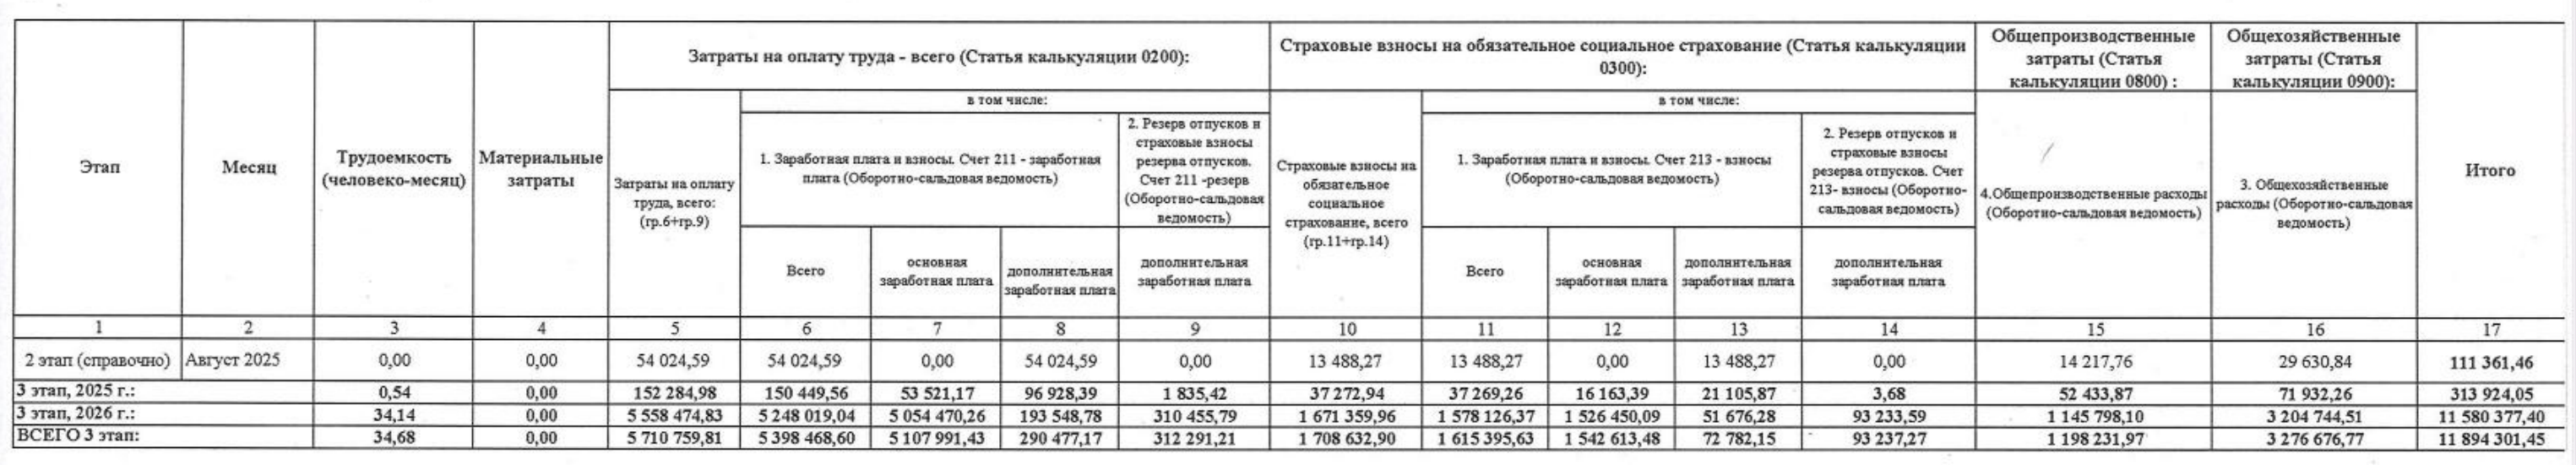 Этап
Месяц
Трудоемкость
(человеко-месяц)
Материальные
затраты
Затраты на оплату труда - всего (Статья калькуляции 0200):
Страховые взносы на обязательное социальное страхование (Статья калькуляции
0300):
Общепроизводственные
затраты (Статья
калькуляции 0800) :
Общехозяйственные
затраты (Статья
калькуляции 0900):
Итого
Затраты на оплату
труда, всего:
(гр.6+гр.9)
в том числе:
1. Заработная плата и взносы. Счет 211 - заработная
плата (Оборотно-сальдовая ведомость)
2. Резерв отпусков и
страховые взносы
резерва отпусков.
Счет 211 -резерв
(Оборотно-сальдовая
ведомость)
Страховые взносы на
обязательное
социальное
страхование, всего
(гр.11+гр.14)
в том числе:
1. Заработная плата и взносы. Счет 213 - взносы
(Оборотно-сальдовая ведомость)
2. Резерв отпусков и
страховые взносы
резерва отпусков. Счет
213- взносы (Оборотно-
сальдовая ведомость)
4.Общепроизводственные расходы
(Оборотно-сальдовая ведомость)
3. Общехозяйственные
расходы (Оборотно-сальдовая
ведомость)
Всего
основная
заработная плата
дополнительная
заработная плата
дополнительная
заработная плата
Всего
основная
заработная плата
дополнительная
заработная плата
дополнительная
заработная плата
1 2 3 4 5 6 7 8 9 10 11 12 13 14 15 16 17
2 этап (справочно) Август 2025 0,00 0,00 54 024,59 54 024,59 0,00 54 024,59 0,00 13 488,27 13 488,27 0,00 13 488,27 0,00 14 217,76 29 630,84 111 361,46
3 этап, 2025 г.: 0,54 0,00 152 284,98 150 449,56 53 521,17 96 928,39 1 835,42 37 272,94 37 269,26 16 163,39 21 105,87 3,68 52 433,87 71 932,26 313 924,05
3 этап, 2026 г.: 34,14 0,00 5 558 474,83 5 248 019,04 5 054 470,26 193 548,78 310 455,79 1 671 359,96 1 578 126,37 1 526 450,09 51 676,28 93 233,59 1 145 798,10 3 204 744,51 11 580 377,40
ВСЕГО 3 этап: 34,68 0,00 5 710 759,81 5 398 468,60 5 107 991,43 290 477,17 312 291,21 1 708 632,90 1 615 395,63 1 542 613,48 72 782,15 93 237,27 1 198 231,97 3 276 676,77 11 894 301,45